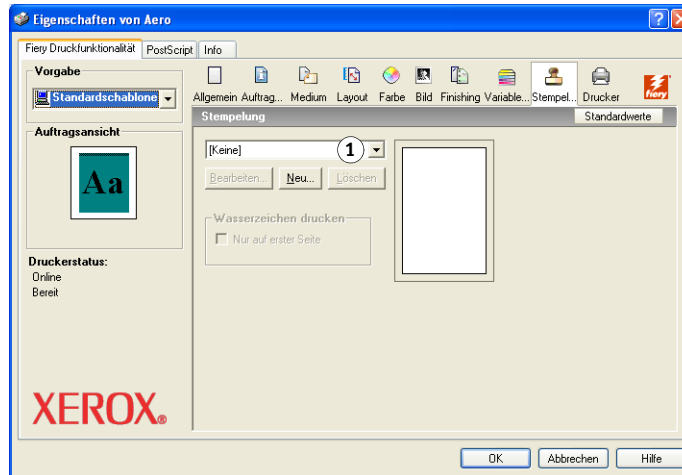 Eigenschaften von Aero
Fiery Druckfunktionalität PostScript Info
Vorgabe
Standardschablone
Auftragsansicht
Aa
Druckerstatus:
Online
Bereit
XEROX®
Allgemein Auftrag... Medium Layout Farbe Bild Finishing Variable... Stempel... Drucker
fiery
Stempelung Standardwerte
[Keine] 1
Bearbeiten... Neu... Löschen
Wasserzeichen drucken
Nur auf erster Seite
OK Abbrechen Hilfe